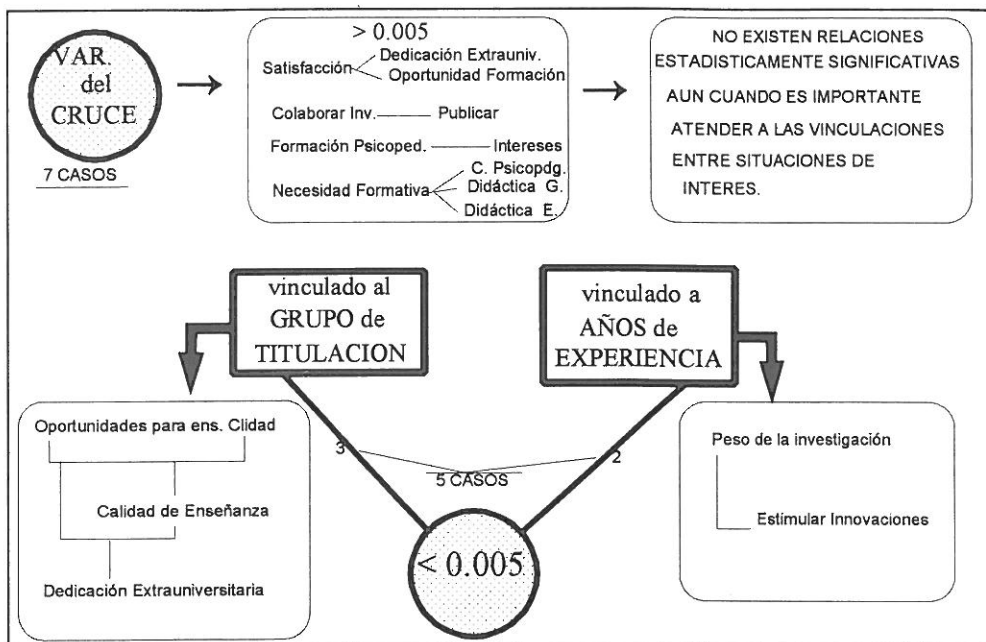 VAR.
del
CRUCE
7 CASOS
> 0.005
Satisfacción Dedicación Extrauniv.
Oportunidad Formación
Colaborar Inv. Publicar
Formación Psicoped. Intereses
Necesidad Formativa C. Psicopdg.
Didáctica G.
Didáctica E.
NO EXISTEN RELACIONES
ESTADISTICAMENTE SIGNIFICATIVAS
AUN CUANDO ES IMPORTANTE
ATENDER A LAS VINCULACIONES
ENTRE SITUACIONES DE
INTERES.
vinculado al
GRUPO de
TITULACION
vinculado a
AÑOS de
EXPERIENCIA
Oportunidades para ens. Clidad
Calidad de Enseñanza
Dedicación Extrauniversitaria
3
2
5 CASOS
< 0.005
Peso de la investigación
Estímular Innovaciones